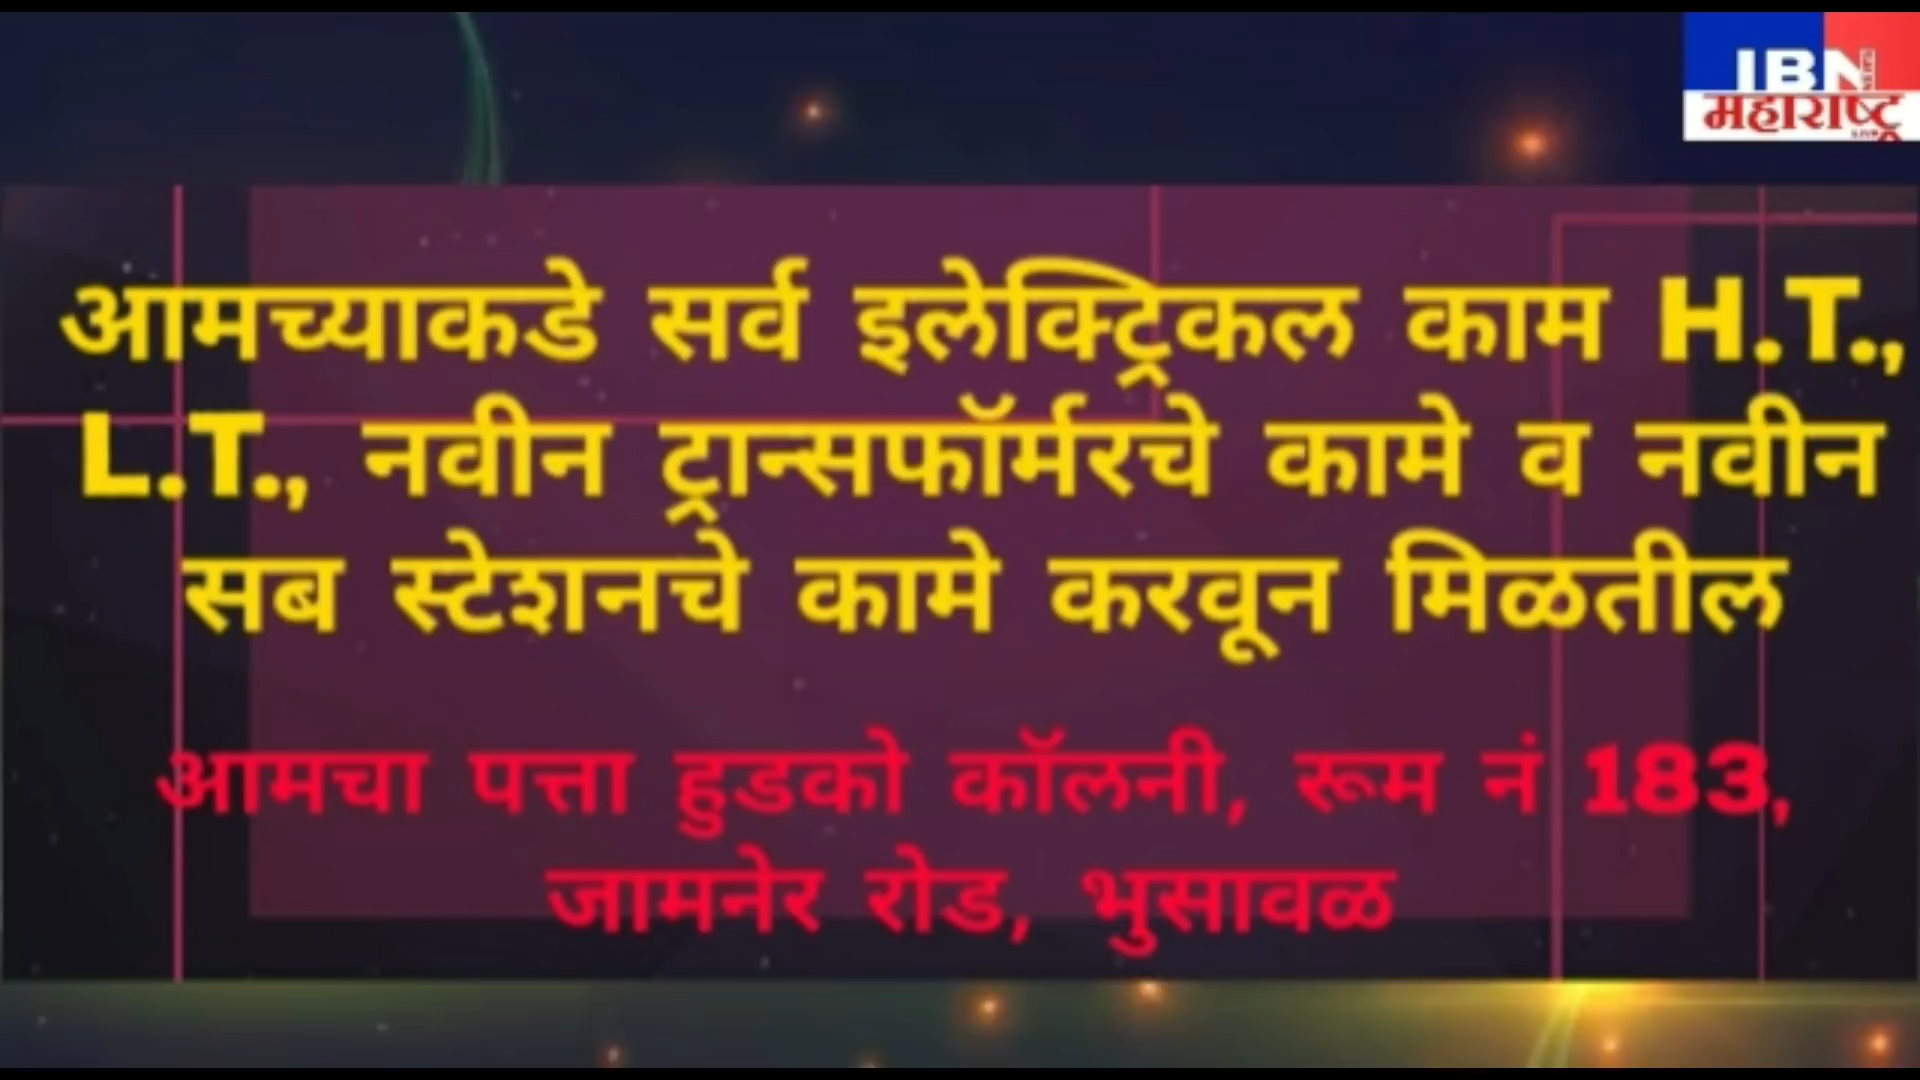 IBN
महाराष्ट्र
आमच्याकडे सर्व इलेक्ट्रिकल काम H.T.,
L.T., नवीन ट्रान्सफॉर्मरचे कामे व नवीन
सब स्टेशनचे कामे करवून मिळतील
आमचा पत्ता हुडको कॉलनी, रूम नं 183,
जामनेर रोड, भुसावळ